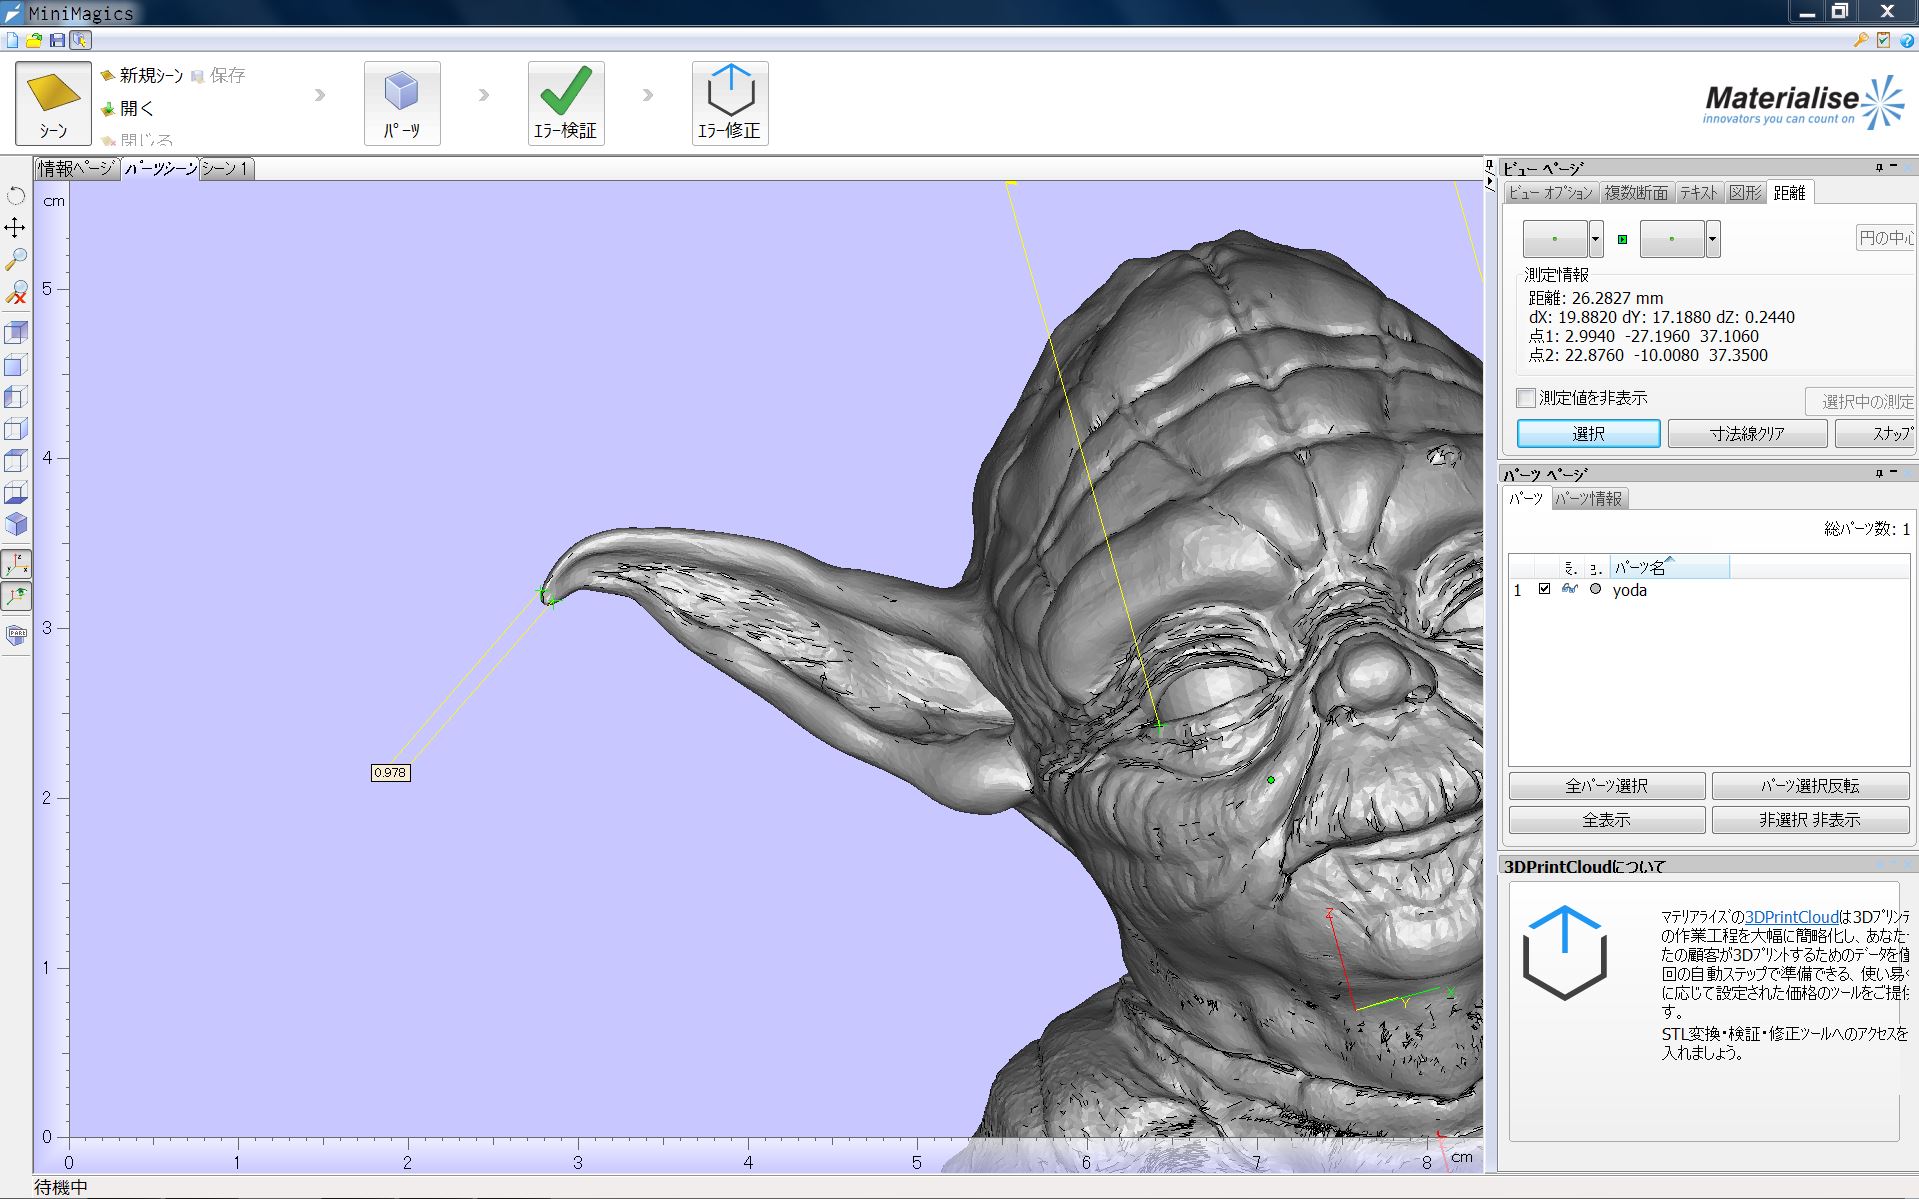 MiniMagics
新規シーン 保存
開く
閉じる
シーン
パーツ
エラー検証
エラー修正
Materialise
innovators you can count on
情報ページ パーツシーン シーン 1
cm
5
4
3
2
1
0
0 1 2 3 4 5 6 7 8 cm
0.978
Z
Y
X
待機中
ビュー ページ
ビュー オプション 複数断面 テキスト 図形 距離
円の中心
測定情報
距離: 26.2827 mm
dX: 19.8820 dY: 17.1880 dZ: 0.2440
点1: 2.9940 -27.1960 37.1060
点2: 22.8760 -10.0080 37.3500
測定値を非表示
選択中の測定
選択 寸法線クリア スナップ
パーツ ページ
パーツ パーツ情報
総パーツ数: 1
パーツ名
1 yoda
全パーツ選択 パーツ選択反転
全表示 非選択 非表示
3DPrintCloudについて
マテリアライズの3DPrintCloudは3Dプリンテ
の作業工程を大幅に簡略化し、あなた
たの顧客が3Dプリントするためのデータを
回の自動ステップで準備できる、使い易
に応じて設定された価格のツールをご提
す。
STL変換・検証・修正ツールへのアクセスを
入れましょう。